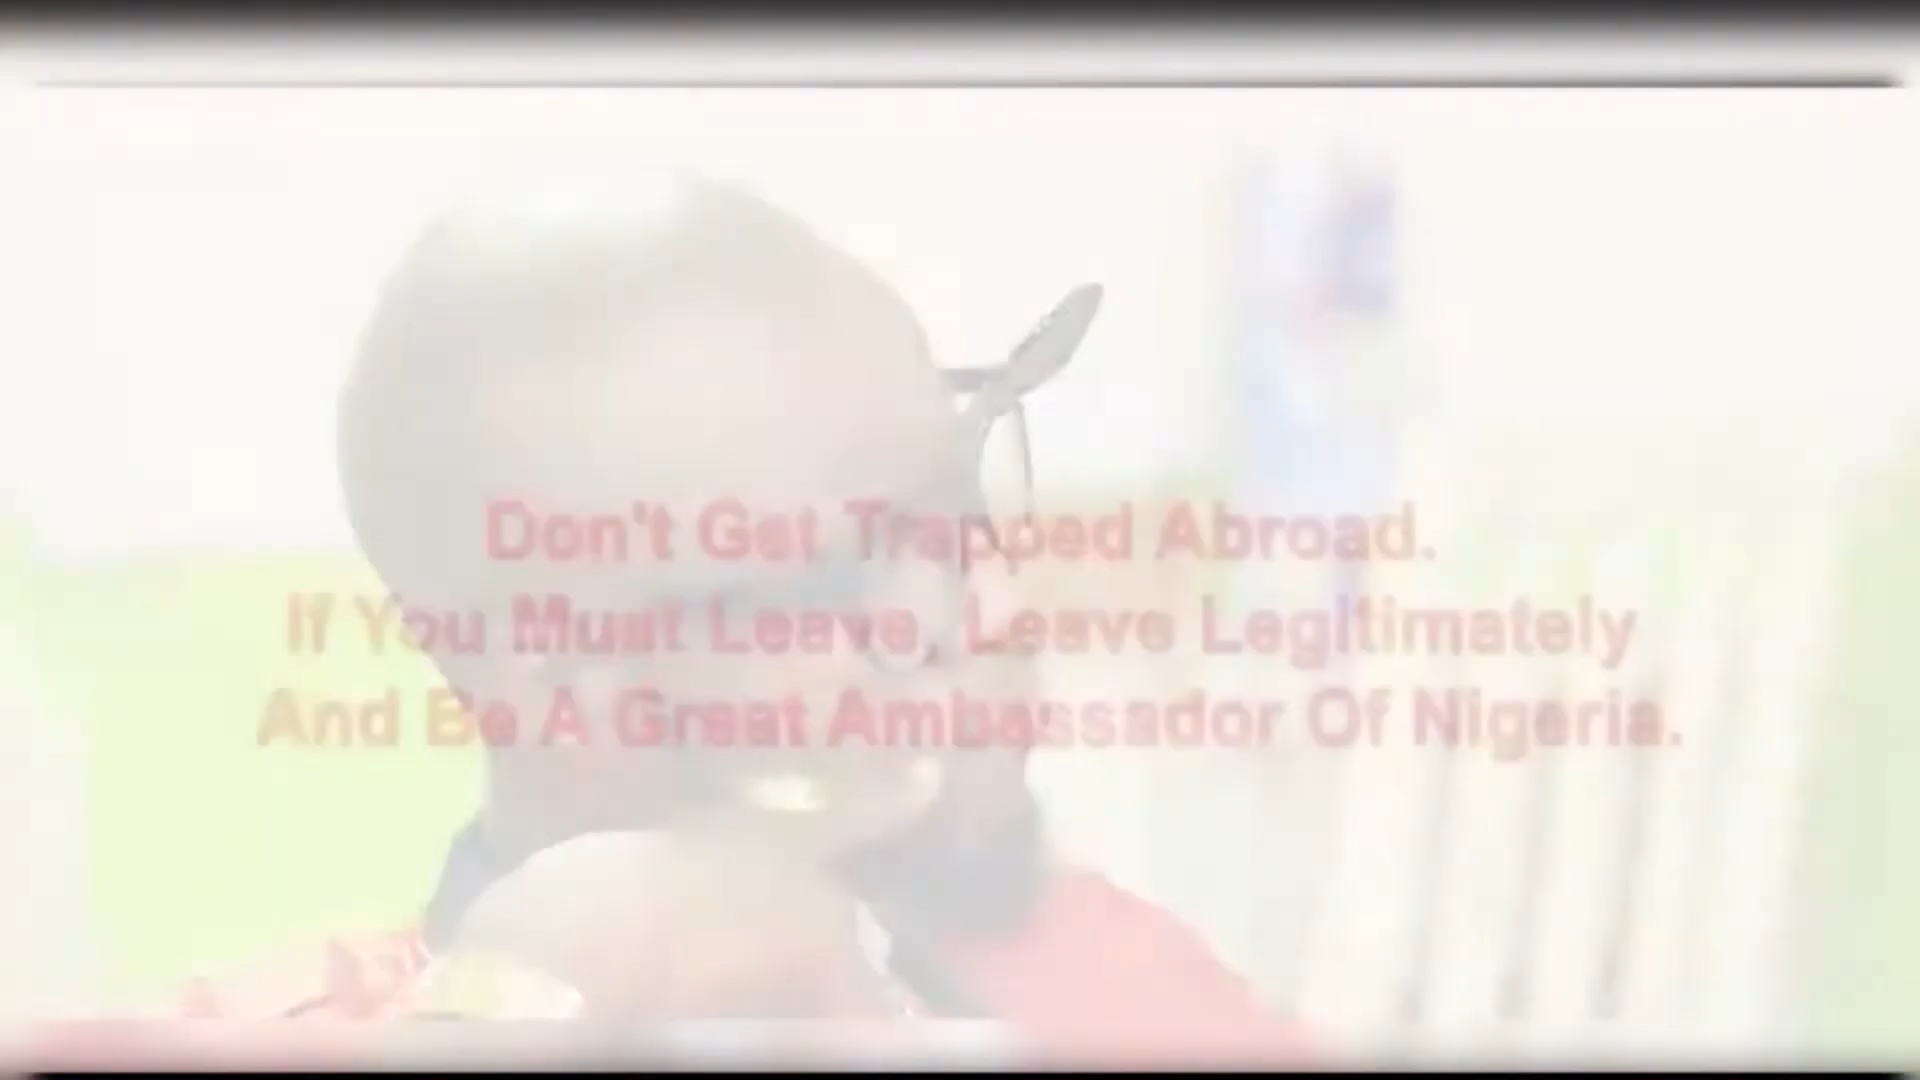 Don't Get Trapped Abroad.
If You Must Leave, Leave Legitimately
And Be A Great Ambassador Of Nigeria.